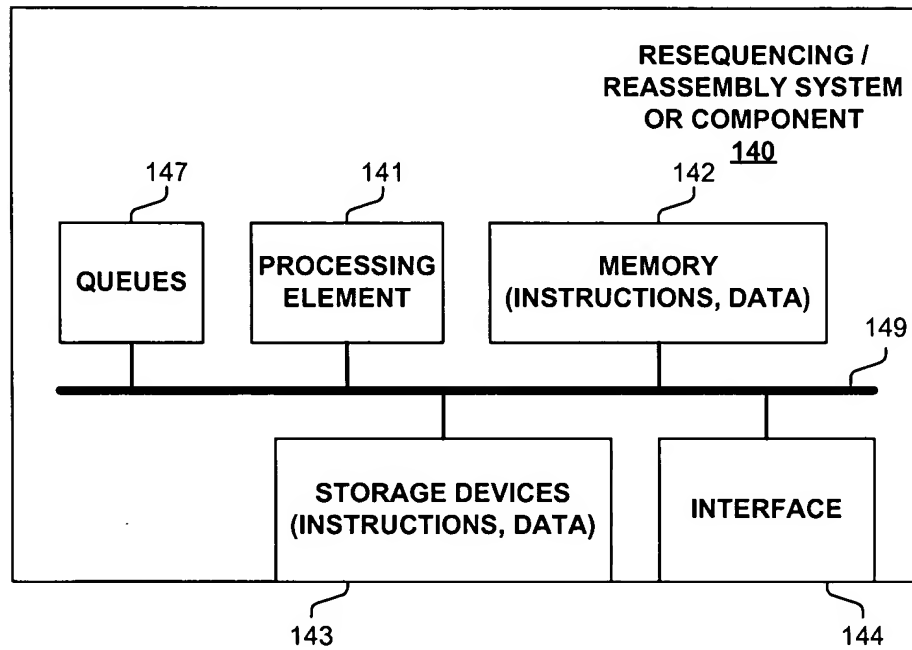 RESEQUENCING /
REASSEMBLY SYSTEM
OR COMPONENT
140
147
141
142
QUEUES
PROCESSING
ELEMENT
MEMORY
(INSTRUCTIONS, DATA)
149
STORAGE DEVICES
(INSTRUCTIONS, DATA)
INTERFACE
143
144